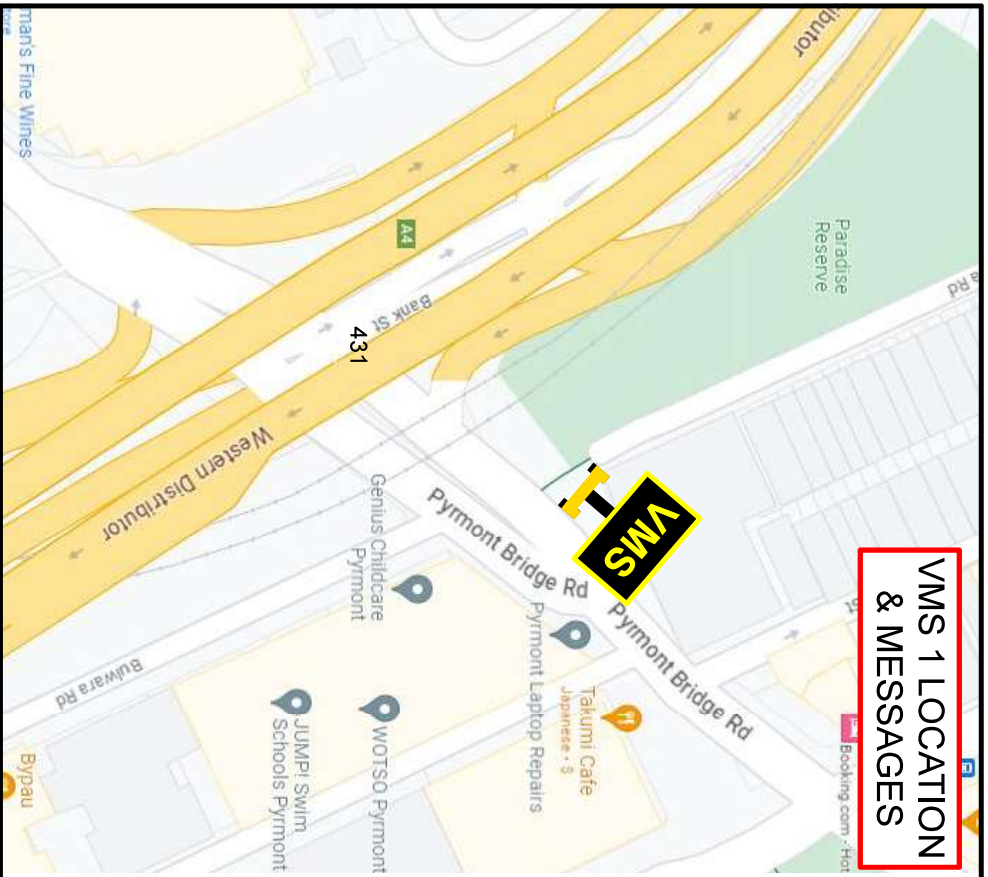 VMS 1 LOCATION
& MESSAGES
Booking.com - Hot
Paradise
Reserve
Rd
VMS
Pyrmont Bridge Rd
Pyrmont Bridge Rd
Takumi Cafe
Japanese • $
Pyrmont Laptop Repairs
A4
Bank St
431
Genius Childcare
Pyrmont
WOTSO Pyrmont
JUMP! Swim
Schools Pyrmont
Western Distributor
Bulwara Rd
Bypau
man's Fine Wines